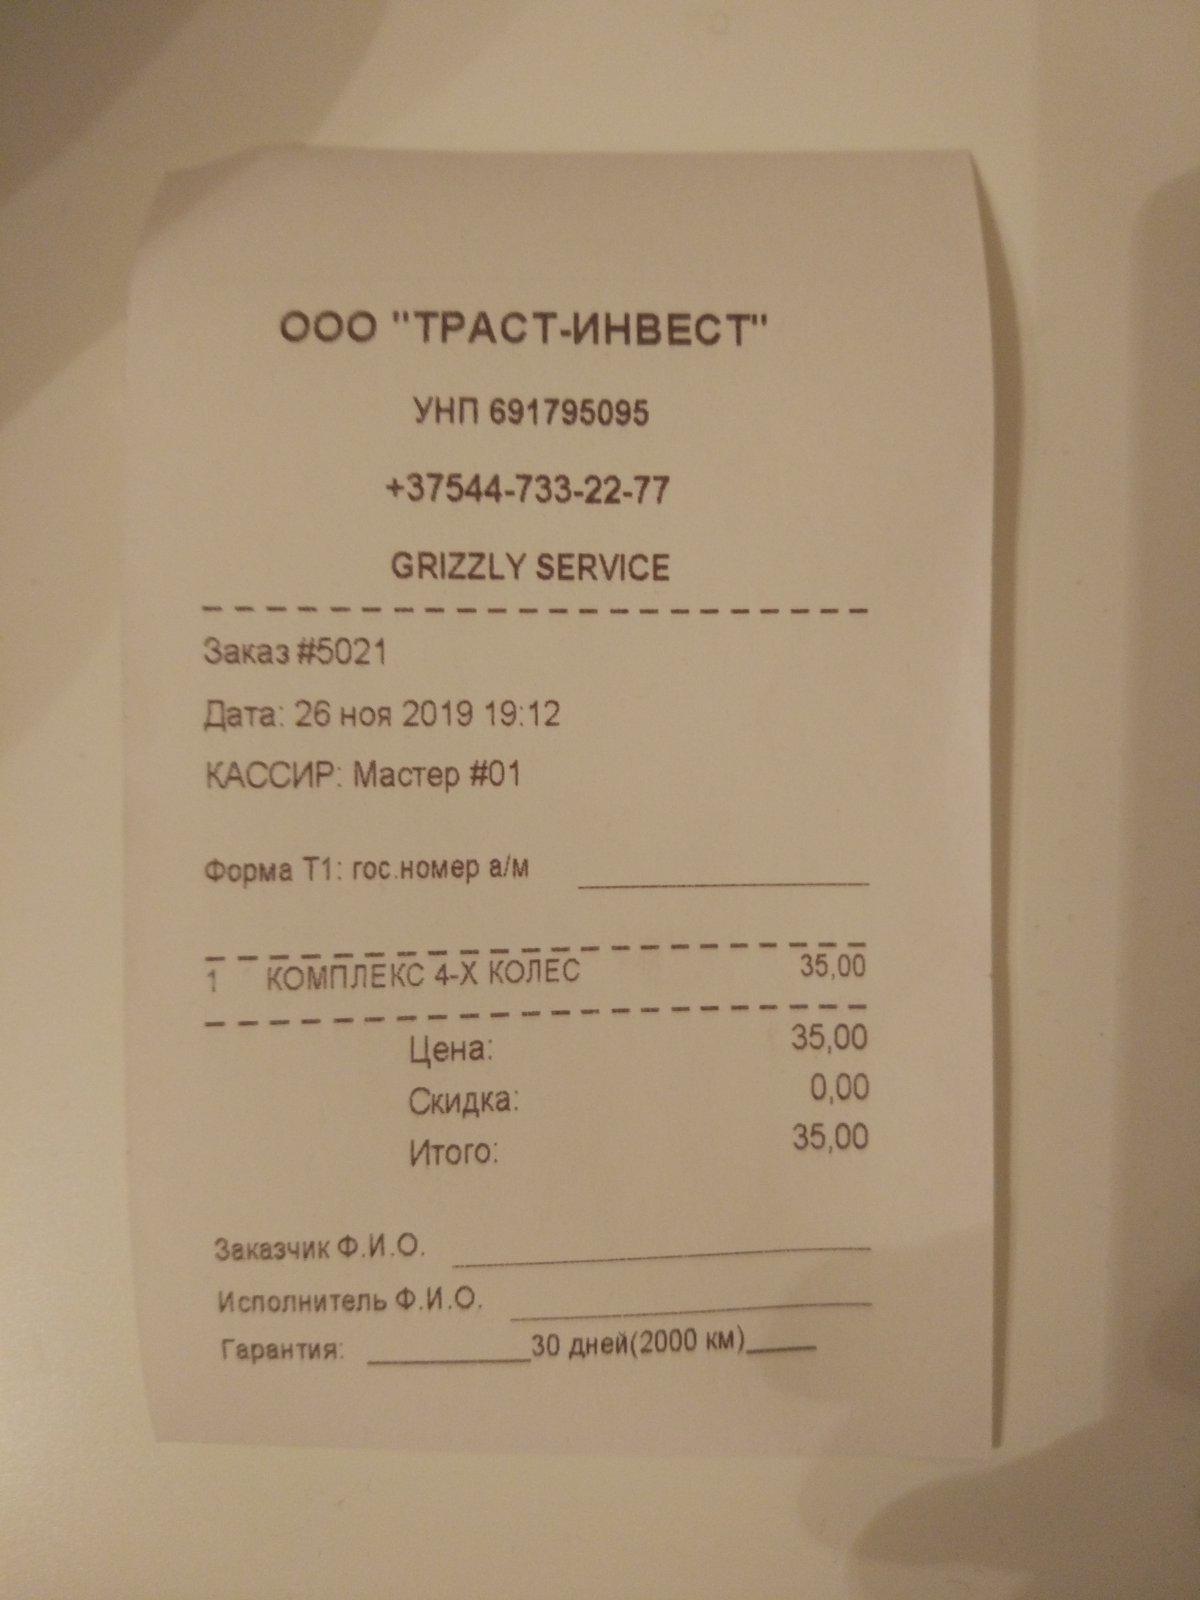 ООО "ТРАСТ-ИНВЕСТ"
УНП 691795095
+37544-733-22-77
GRIZZLY SERVICE
Заказ #5021
Дата: 26 ноя 2019 19:12
КАССИР: Мастер #01
Форма Т1: гос.номер а/м
1 КОМПЛЕКС 4-Х КОЛЕС 35,00
Цена: 35,00
Скидка: 0,00
Итого: 35,00
Заказчик Ф.И.О.
Исполнитель Ф.И.О.
Гарантия: 30 дней(2000 км)